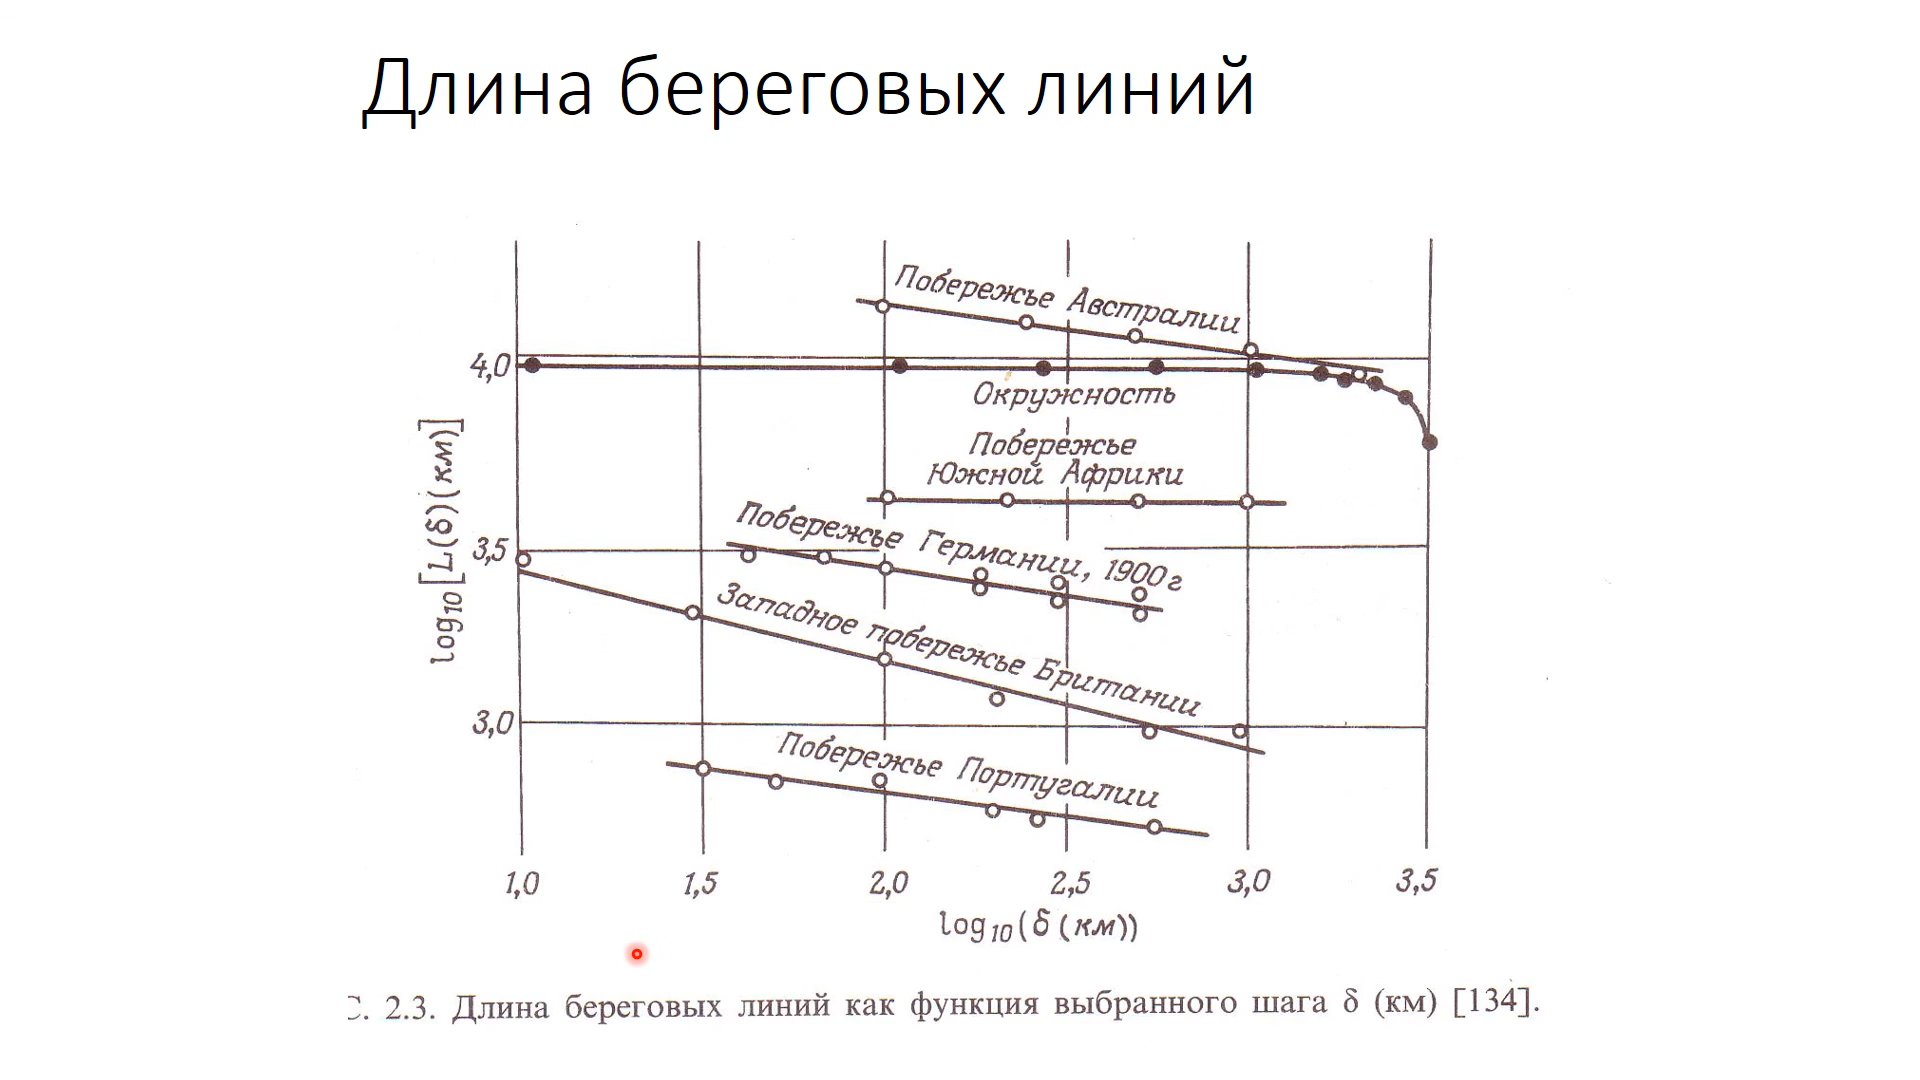 Длина береговых линий
Побережье Австралии
4,0
Окружность
Побережье
Южной Африки
log10[L(δ)(км)]
Побережье Германии, 1900г
3,5
Западное побережье Британии
3,0
Побережье Португалии
1,0 1,5 2,0 2,5 3,0 3,5
log10(δ(км))
С. 2.3. Длина береговых линий как функция выбранного шага δ (км) [134].